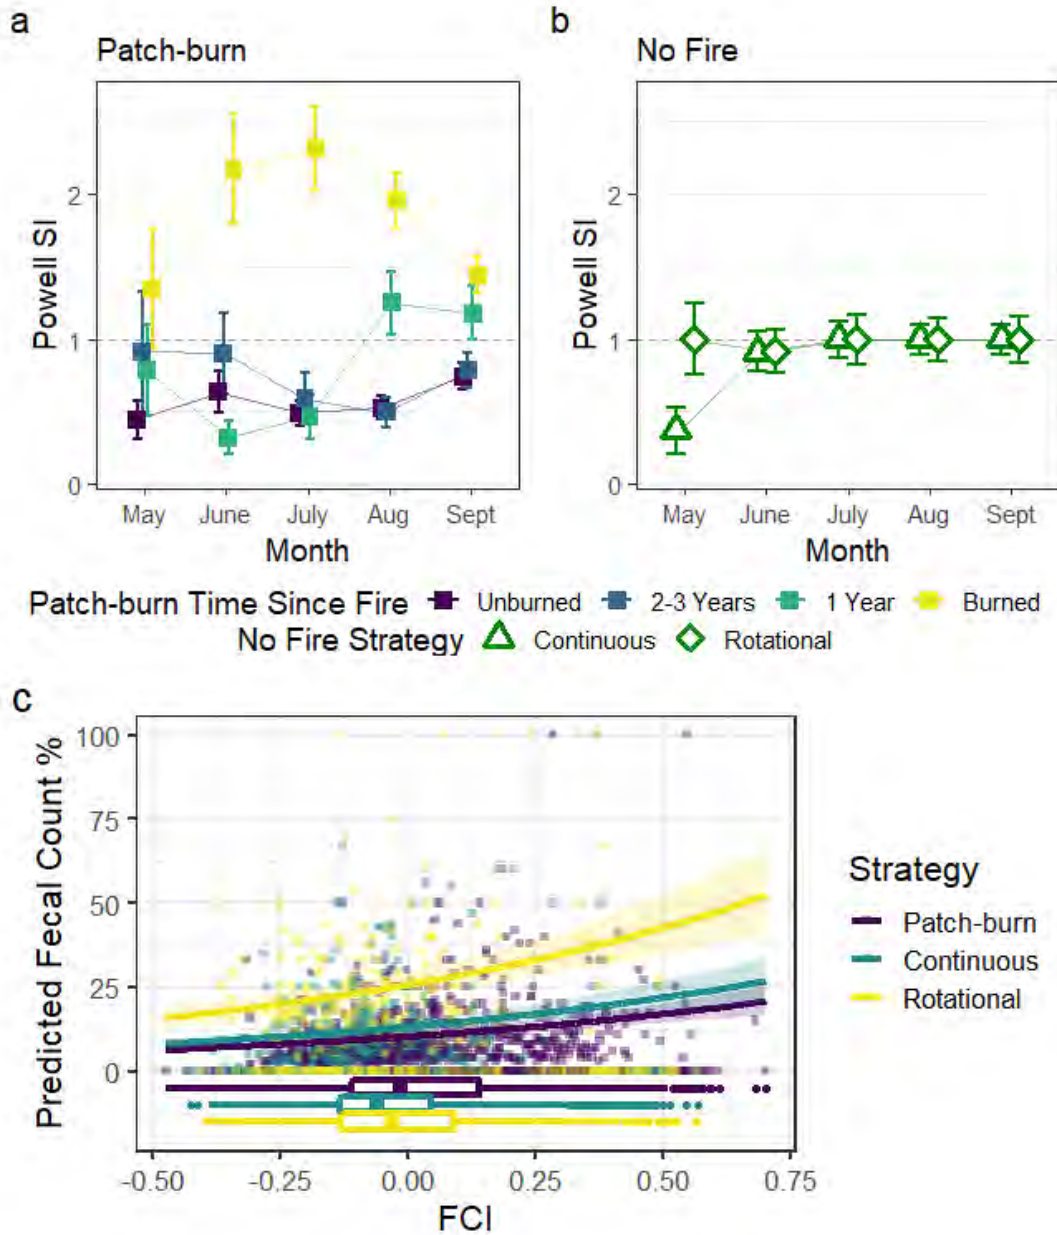 a
Patch-burn
Powell SI
2
1
0
May June July Aug Sept
Month
b
No Fire
Powell SI
2
1
0
May June July Aug Sept
Month
Patch-burn Time Since Fire Unburned 2-3 Years 1 Year Burned
No Fire Strategy Continuous Rotational
c
Predicted Fecal Count %
100
75
50
25
0
-0.50 -0.25 0.00 0.25 0.50 0.75
FCI
Strategy
Patch-burn
Continuous
Rotational